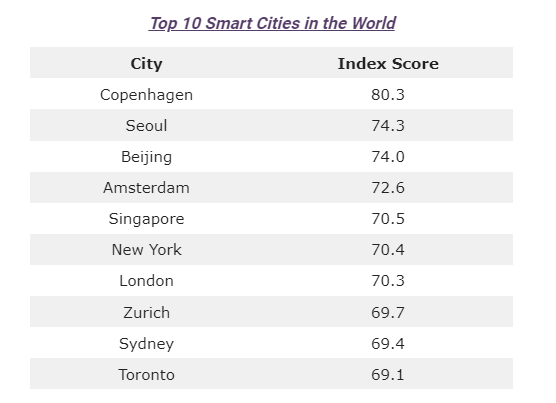 Top 10 Smart Cities in the World
City Index Score
Copenhagen 80.3
Seoul 74.3
Beijing 74.0
Amsterdam 72.6
Singapore 70.5
New York 70.4
London 70.3
Zurich 69.7
Sydney 69.4
Toronto 69.1